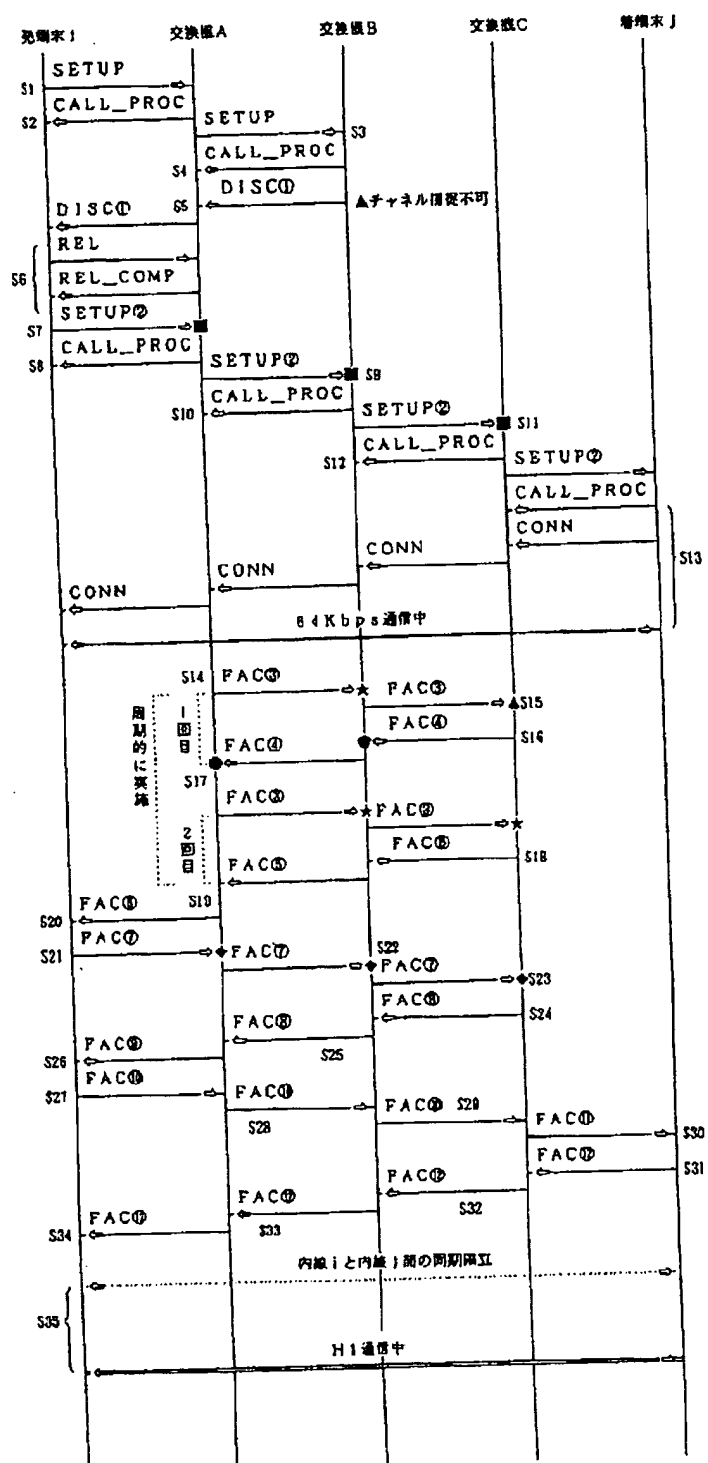 発端末i 交換機A 交換機B 交換機C 着端末j
SETUP
S1
CALL_PROC
S2
SETUP
S3
CALL_PROC
S4
DISC①
S5
▲チャネル捕捉不可
DISC①
REL
S6
REL_COMP
SETUP②
S7
CALL_PROC
S8
SETUP②
S9
CALL_PROC
S10
SETUP②
S11
CALL_PROC
S12
SETUP②
CALL_PROC
CONN
S13
CONN
CONN
CONN
64Kbps通信中
S14
FAC③
FAC③
S15
周期的に実施
1回目
FAC④
S16
FAC④
S17
FAC③
FAC③
2回目
FAC⑤
S18
FAC⑤
S19
FAC⑥
S20
FAC⑦
S21
FAC⑦
S22
FAC⑦
S23
FAC⑧
S24
FAC⑧
S25
FAC⑨
S26
FAC⑩
S27
FAC⑩
S28
FAC
S29
FAC⑪
S30
FAC⑫
S31
FAC⑫
S32
FAC⑫
S33
FAC
S34
内線iと内線j間の同期確立
S35
H1通信中